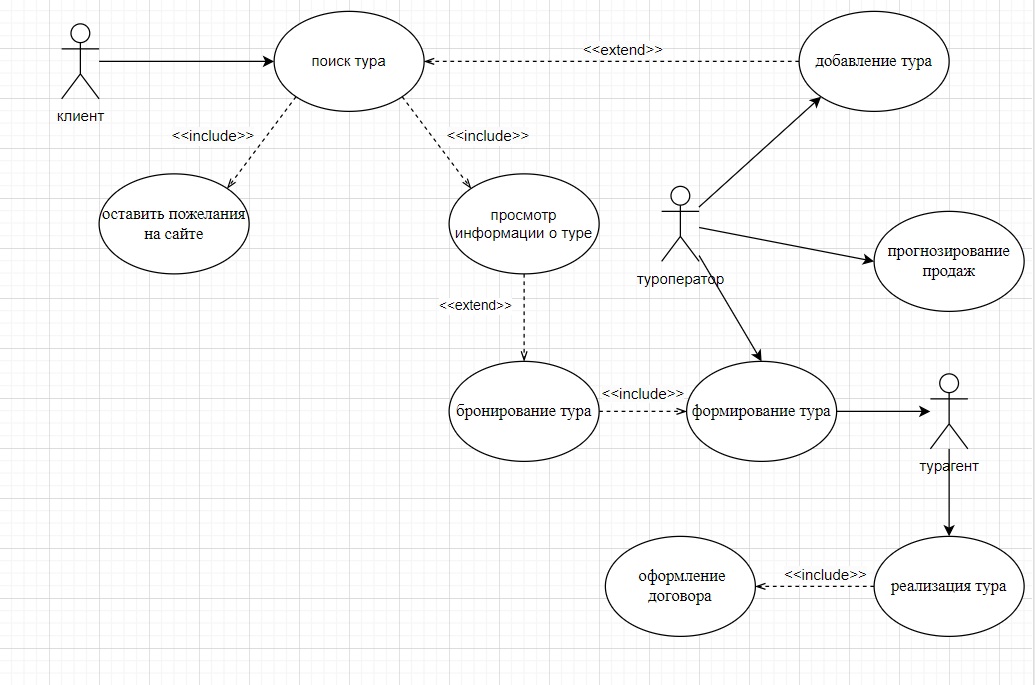 <<extend>>
поиск тура
добавление тура
клиент
<<include>>
<<include>>
оставить пожелания
на сайте
просмотр
информации о туре
прогнозирование
продаж
туроператор
<<extend>>
<<include>>
бронирование тура
формирование тура
турагент
<<include>>
оформление
договора
реализация тура